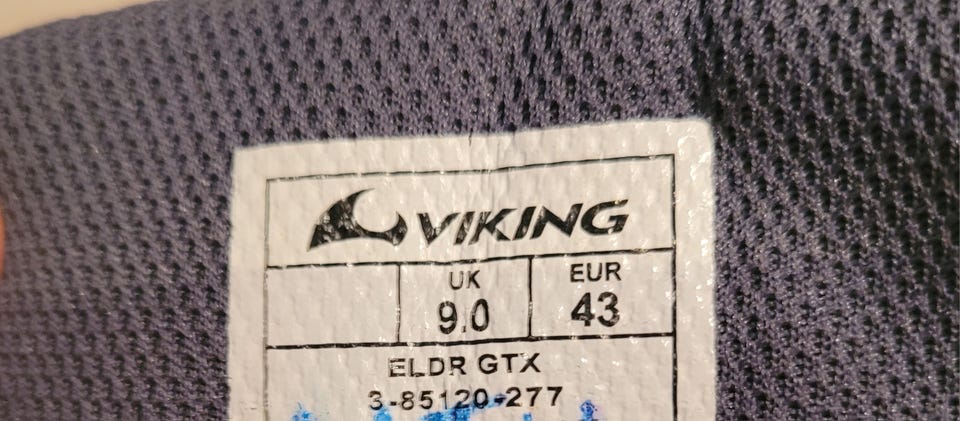 VIKING
UK EUR
9.0 43
ELDR GTX
3-85120-277